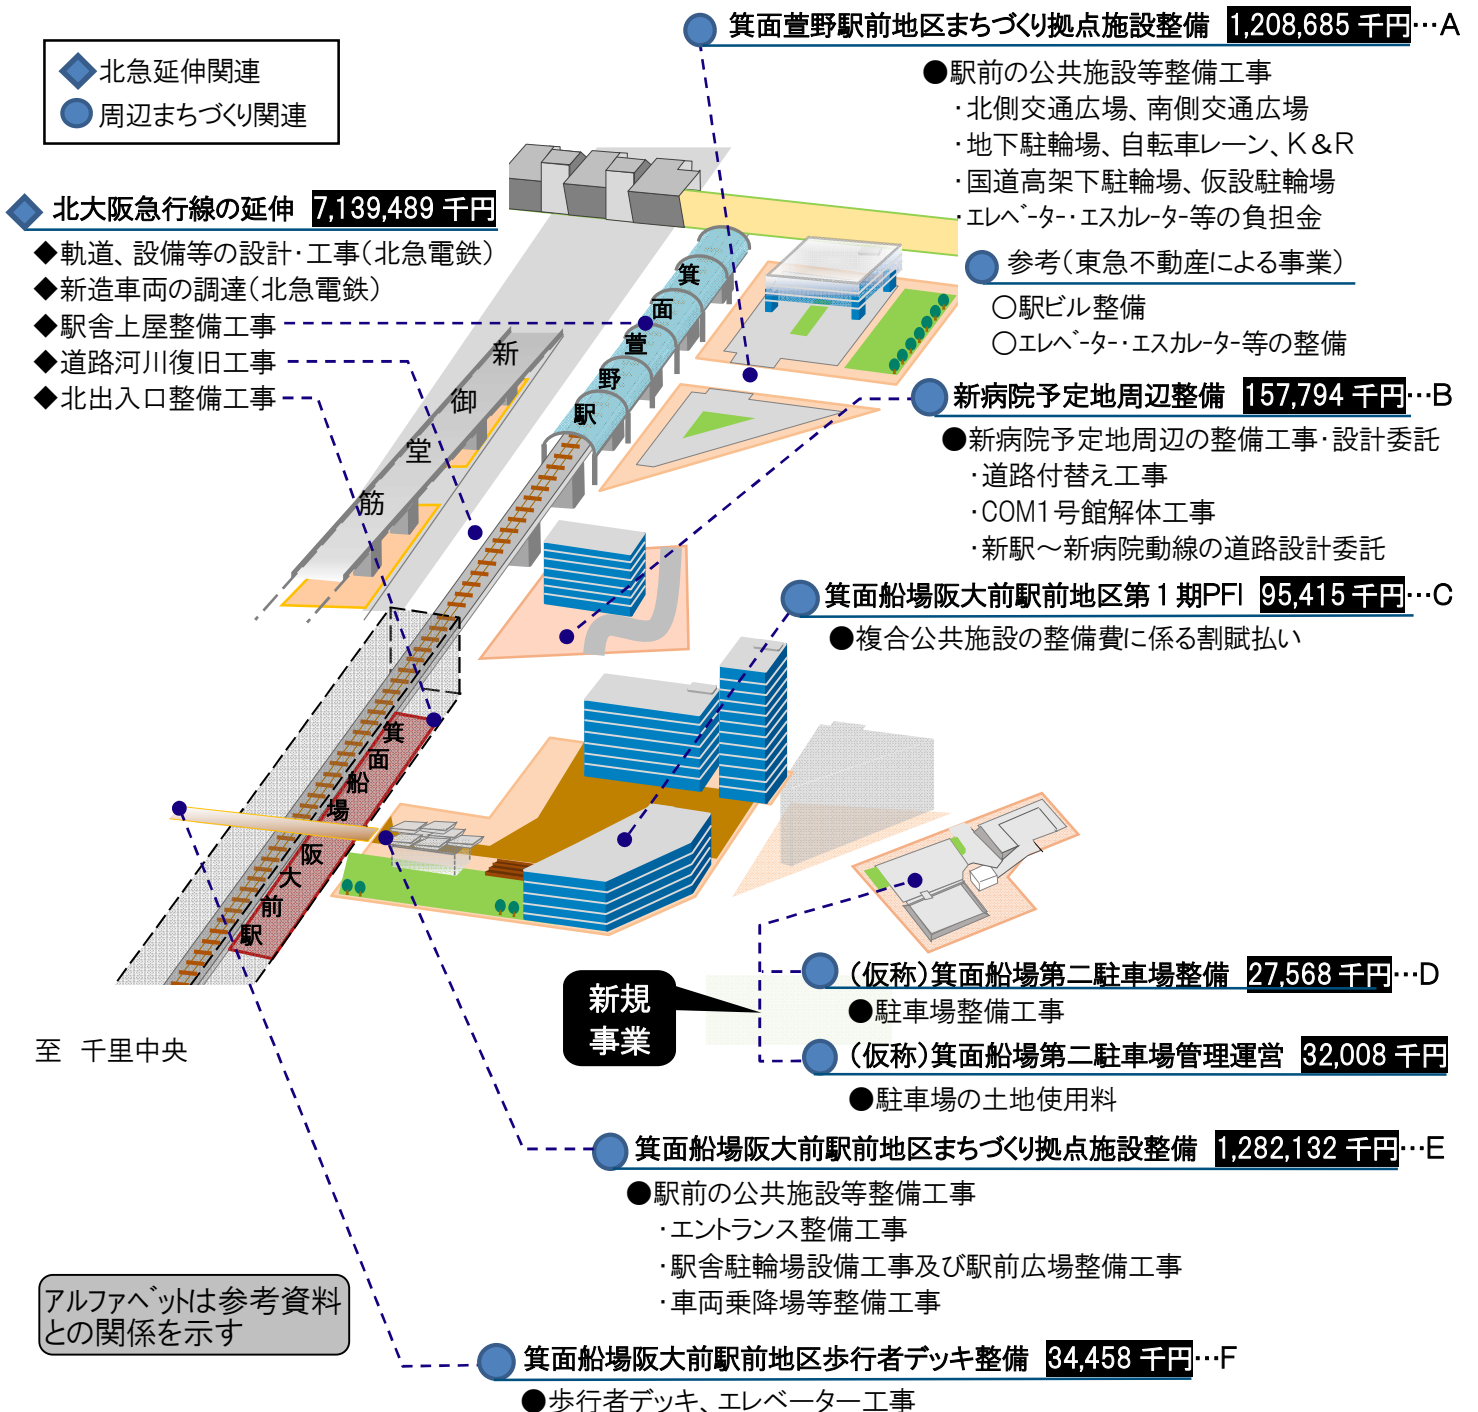 箕面萱野駅前地区まちづくり拠点施設整備 1,208,685 千円…A
●駅前の公共施設等整備工事
・北側交通広場、南側交通広場
・地下駐輪場、自転車レーン、K&R
・国道高架下駐輪場、仮設駐輪場
・エレベーター・エスカレーター等の負担金
北急延伸関連
周辺まちづくり関連
北大阪急行線の延伸 7,139,489 千円
◆軌道、設備等の設計・工事(北急電鉄)
◆新造車両の調達(北急電鉄)
◆駅舎上屋整備工事
◆道路河川復旧工事
◆北出入口整備工事
参考(東急不動産による事業)
○駅ビル整備
○エレベーター・エスカレーター等の整備
箕面萱野駅
新御堂筋
新病院予定地周辺整備 157,794 千円…B
●新病院予定地周辺の整備工事・設計委託
・道路付替え工事
・COM1号館解体工事
・新駅~新病院動線の道路設計委託
箕面船場阪大前駅前地区第1期PFI 95,415 千円…C
●複合公共施設の整備費に係る割賦払い
箕面船場阪大前駅
新規
事業
(仮称)箕面船場第二駐車場整備 27,568 千円…D
●駐車場整備工事
(仮称)箕面船場第二駐車場管理運営 32,008 千円
●駐車場の土地使用料
至 千里中央
箕面船場阪大前駅前地区まちづくり拠点施設整備 1,282,132 千円…E
●駅前の公共施設等整備工事
・エントランス整備工事
・駅舎駐輪場設備工事及び駅前広場整備工事
・車両乗降場等整備工事
アルファベットは参考資料
との関係を示す
箕面船場阪大前駅前地区歩行者デッキ整備 34,458 千円…F
●歩行者デッキ、エレベーター工事